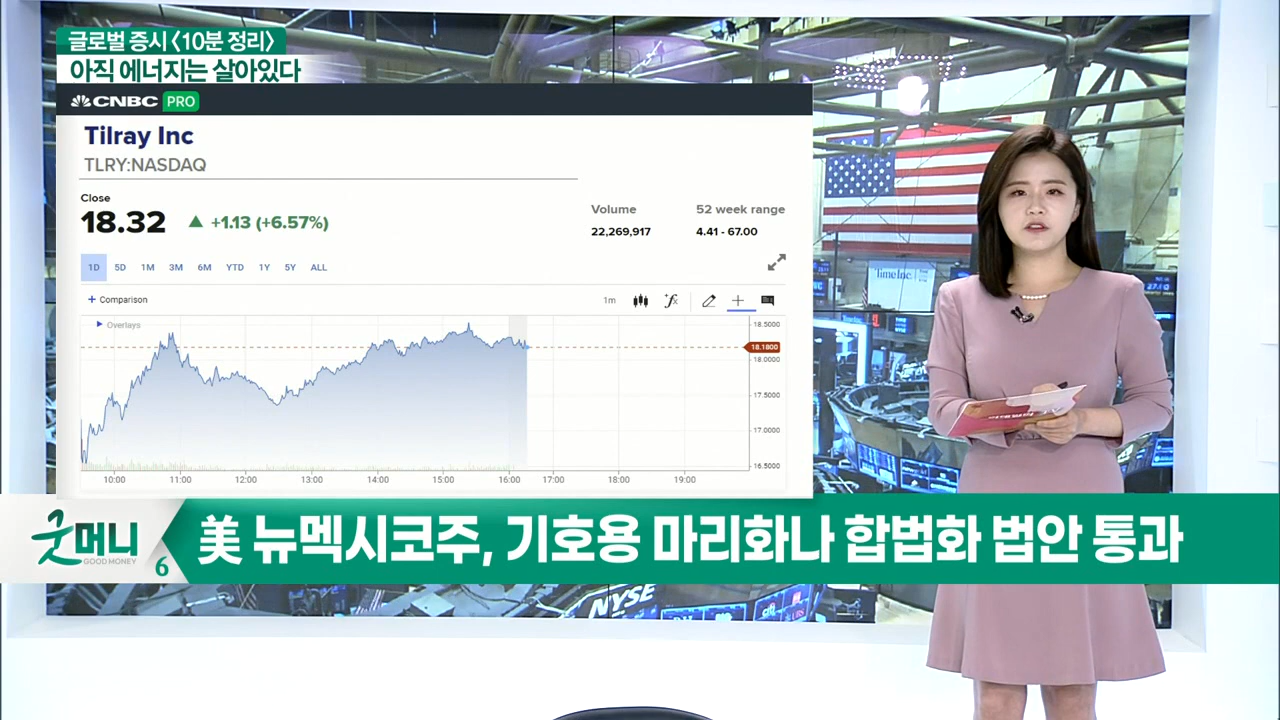 글로벌 증시 〈10분 정리〉
아직 에너지는 살아있다
CNBC PRO
Tilray Inc
TLRY:NASDAQ
Close
18.32 ▲ +1.13 (+6.57%)
Volume
22,269,917
52 week range
4.41 - 67.00
1D 5D 1M 3M 6M YTD 1Y 5Y ALL
+ Comparison
1m
Overlays
18.5000
18.1800
18.0000
17.5000
17.0000
16.5000
10:00 11:00 12:00 13:00 14:00 15:00 16:00 17:00 18:00 19:00
Time Inc.
굿머니
GOOD MONEY
6
美 뉴멕시코주, 기호용 마리화나 합법화 법안 통과
NYSE
citi